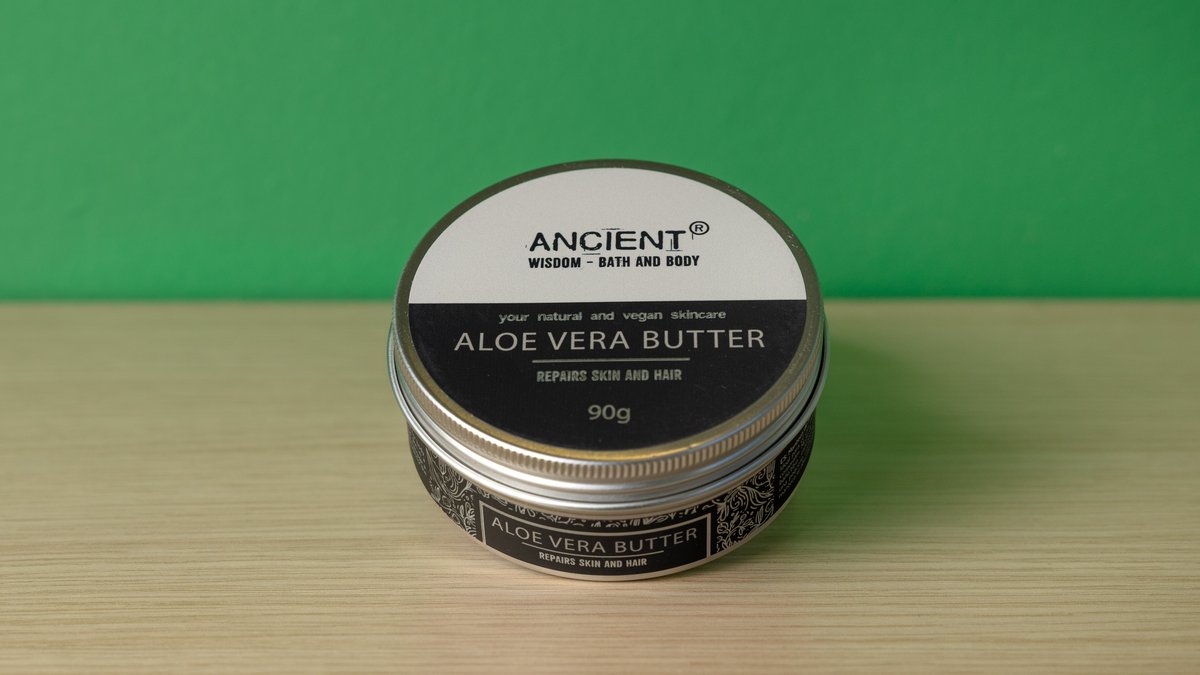 ANCIENT®
WISDOM - BATH AND BODY
your natural and vegan skincare
ALOE VERA BUTTER
REPAIRS SKIN AND HAIR
90g
ALOE VERA BUTTER
REPAIRS SKIN AND HAIR